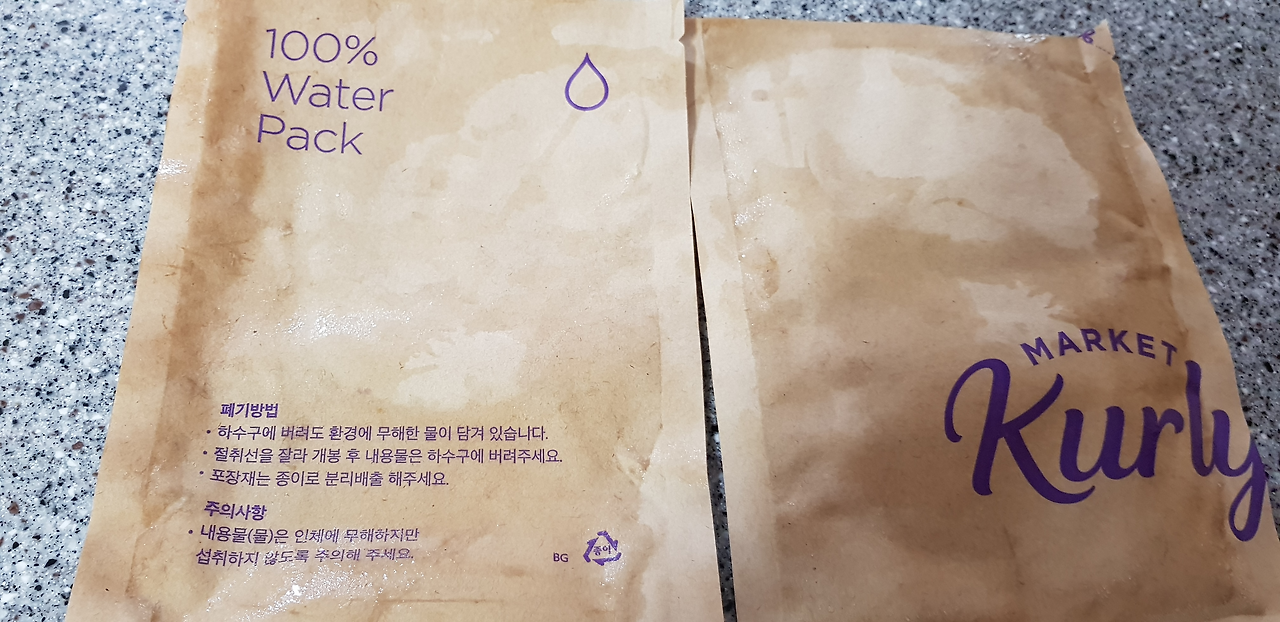 100%
Water
Pack
폐기방법
• 하수구에 버려도 환경에 무해한 물이 담겨 있습니다.
• 절취선을 잘라 개봉 후 내용물은 하수구에 버려주세요.
• 포장재는 종이로 분리배출 해주세요.
주의사항
• 내용물(물)은 인체에 무해하지만
섭취하지 않도록 주의해 주세요.
BG
종이
MARKET
Kurly